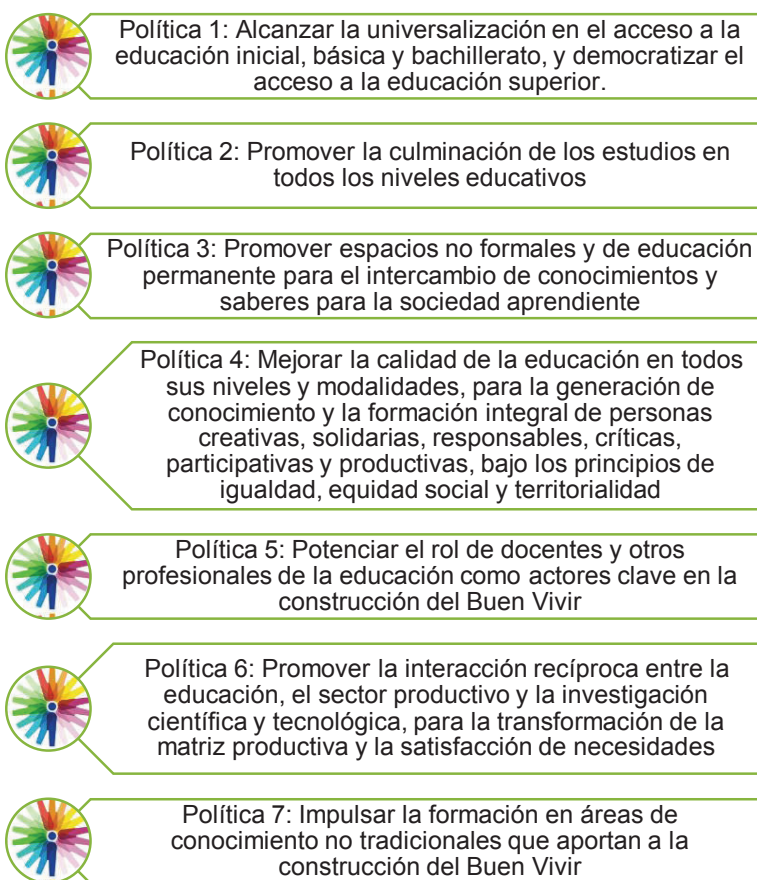 Política 1: Alcanzar la universalización en el acceso a la
educación inicial, básica y bachillerato, y democratizar el
acceso a la educación superior.
Política 2: Promover la culminación de los estudios en
todos los niveles educativos
Política 3: Promover espacios no formales y de educación
permanente para el intercambio de conocimientos y
saberes para la sociedad aprendiente
Política 4: Mejorar la calidad de la educación en todos
sus niveles y modalidades, para la generación de
conocimiento y la formación integral de personas
creativas, solidarias, responsables, críticas,
participativas y productivas, bajo los principios de
igualdad, equidad social y territorialidad
Política 5: Potenciar el rol de docentes y otros
profesionales de la educación como actores clave en la
construcción del Buen Vivir
Política 6: Promover la interacción recíproca entre la
educación, el sector productivo y la investigación
científica y tecnológica, para la transformación de la
matriz productiva y la satisfacción de necesidades
Política 7: Impulsar la formación en áreas de
conocimiento no tradicionales que aportan a la
construcción del Buen Vivir